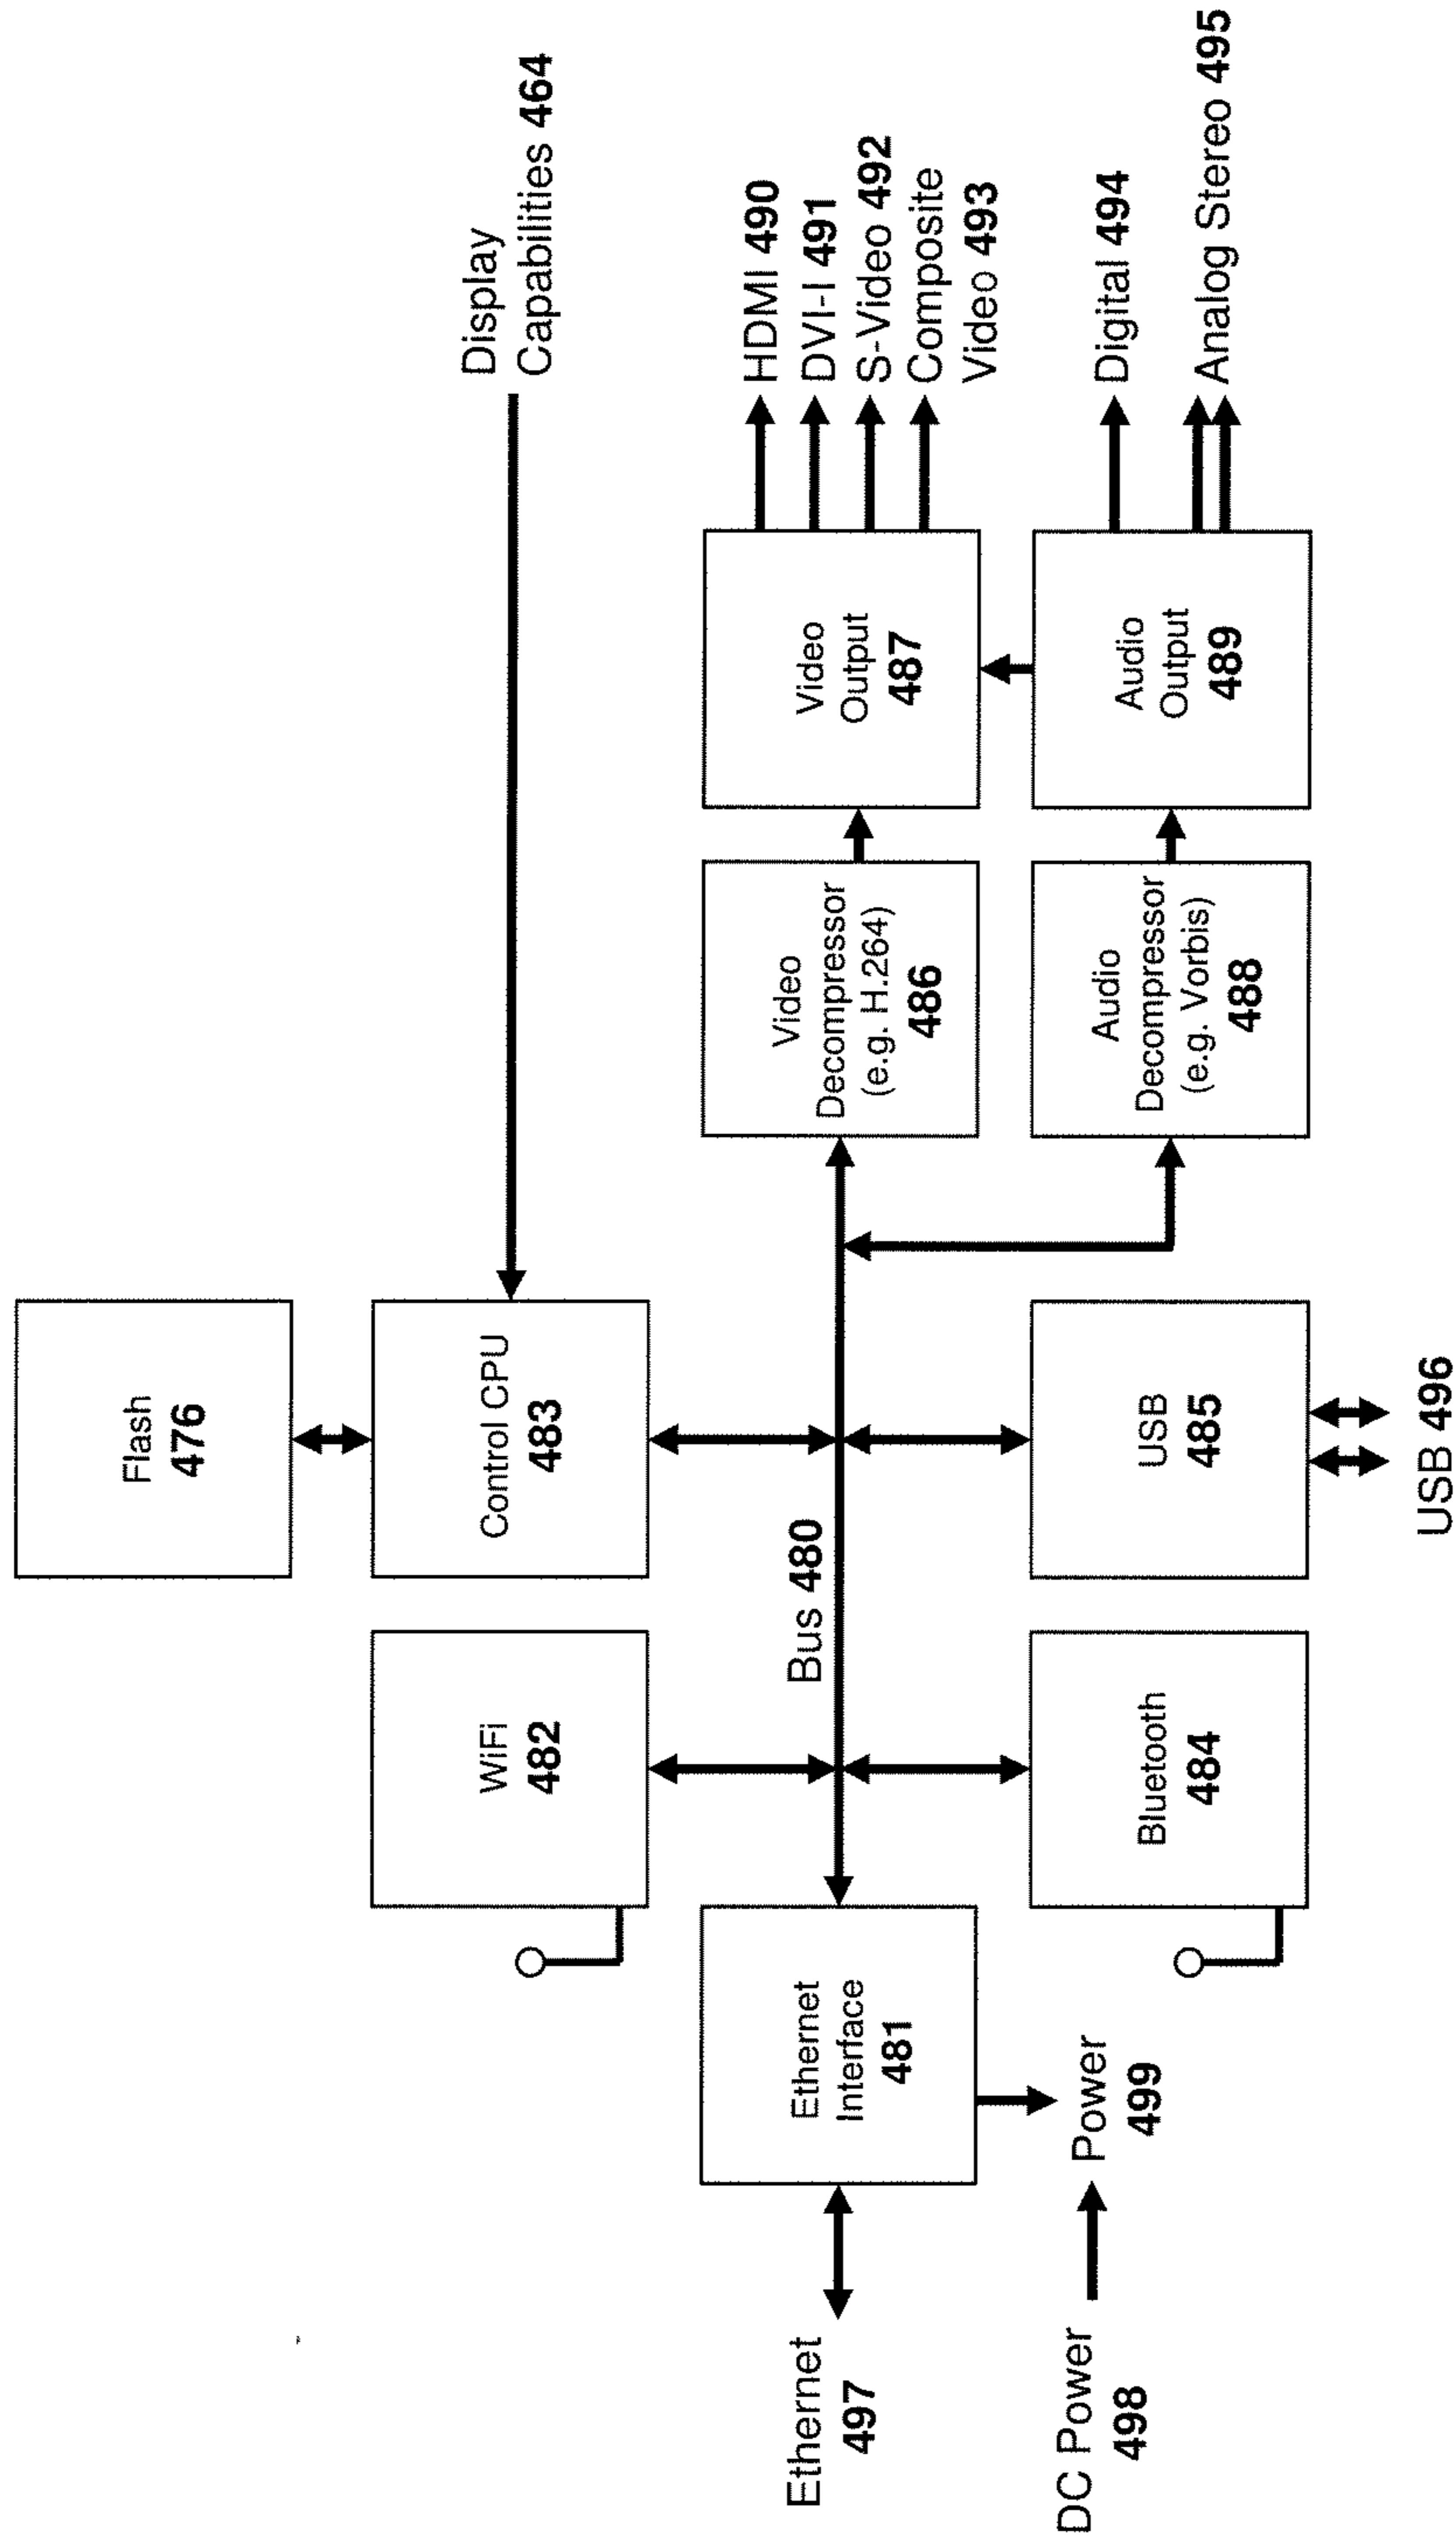 Flash
476
Display
Capabilities 464
WiFi
482
Control CPU
483
HDMI 490
DVI-I 491
S-Video 492
Composite
Video 493
Ethernet
497
Ethernet
Interface
481
Bus 480
Video
Decompressor
(e.g. H.264)
486
Video
Output
487
DC Power
498
Power
499
Bluetooth
484
USB
485
Audio
Decompressor
(e.g. Vorbis)
488
Audio
Output
489
Digital 494
Analog Stereo 495
USB 496